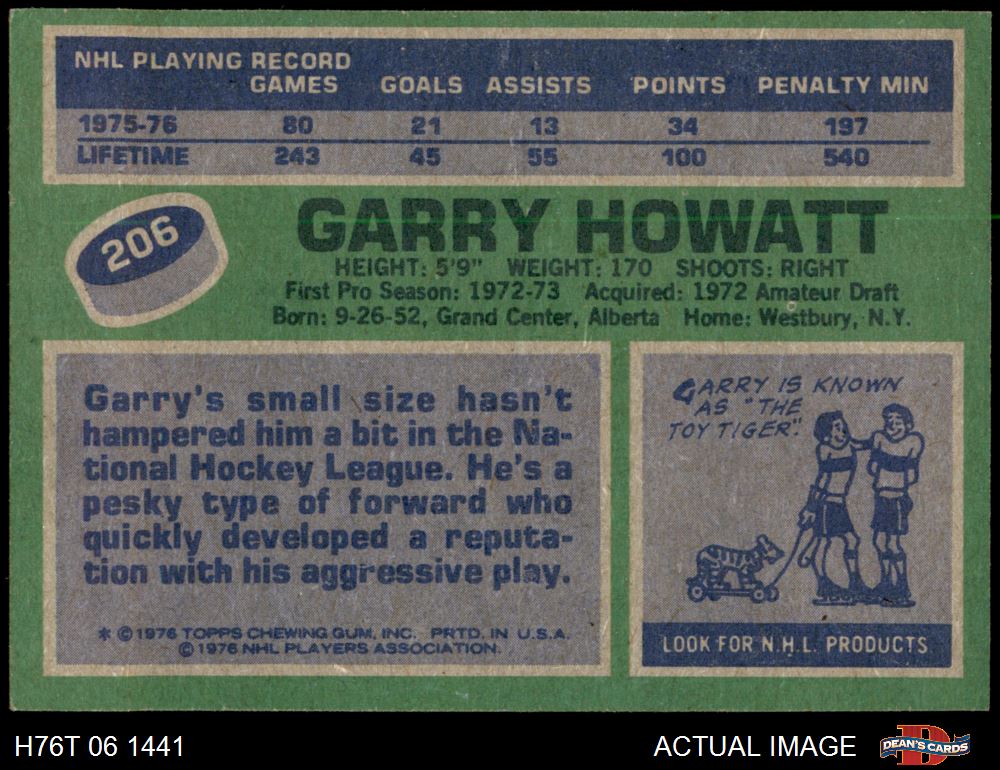 NHL PLAYING RECORD
GAMES GOALS ASSISTS POINTS PENALTY MIN
1975-76 80 21 13 34 197
LIFETIME 243 45 55 100 540
206
GARRY HOWATT
HEIGHT: 5'9" WEIGHT: 170 SHOOTS: RIGHT
First Pro Season: 1972-73 Acquired: 1972 Amateur Draft
Born: 9-26-52, Grand Center, Alberta Home: Westbury, N.Y.
Garry's small size hasn't
hampered him a bit in the Na-
tional Hockey League. He's a
pesky type of forward who
quickly developed a reputa-
tion with his aggressive play.
* © 1976 TOPPS CHEWING GUM, INC. PRTD. IN U.S.A.
© 1976 NHL PLAYERS ASSOCIATION.
GARRY IS KNOWN
AS "THE
TOY TIGER".
LOOK FOR N.H.L. PRODUCTS
H76T 06 1441
ACTUAL IMAGE
D
DEAN'S CARDS